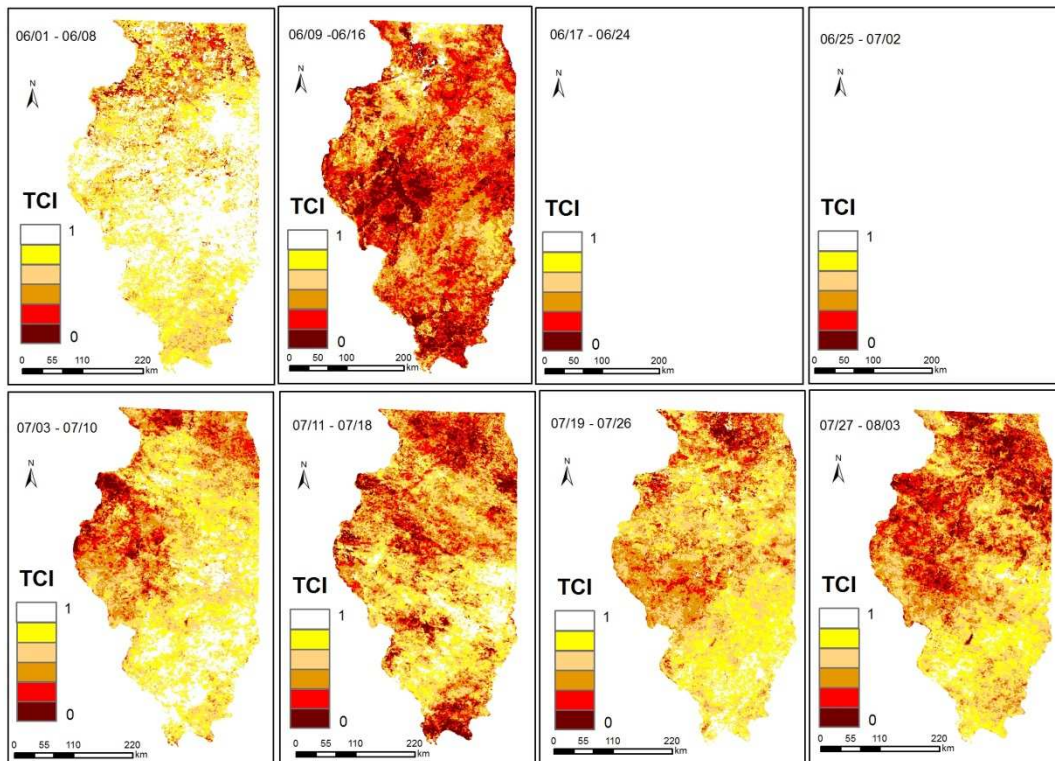 06/01 - 06/08
N
TCI
1
0
0 55 110 220
km
06/09 -06/16
N
TCI
1
0
0 50 100 200
km
06/17 - 06/24
N
TCI
1
0
0 50 100 200
km
06/25 - 07/02
N
TCI
1
0
0 50 100 200
km
07/03 - 07/10
N
TCI
1
0
0 55 110 220
km
07/11 - 07/18
N
TCI
1
0
0 55 110 220
km
07/19 - 07/26
N
TCI
1
0
0 55 110 220
km
07/27 - 08/03
N
TCI
1
0
0 55 110 220
km